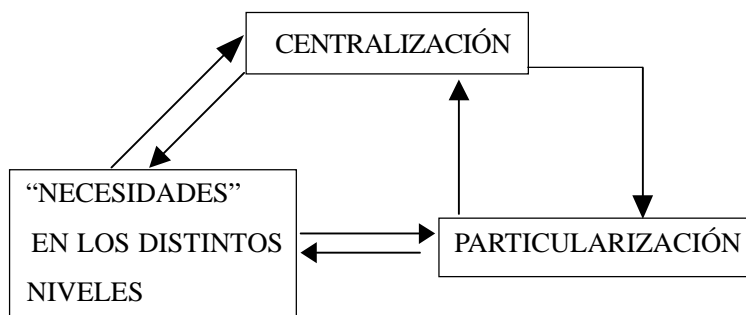 CENTRALIZACIÓN
“NECESIDADES”
EN LOS DISTINTOS
NIVELES
PARTICULARIZACIÓN